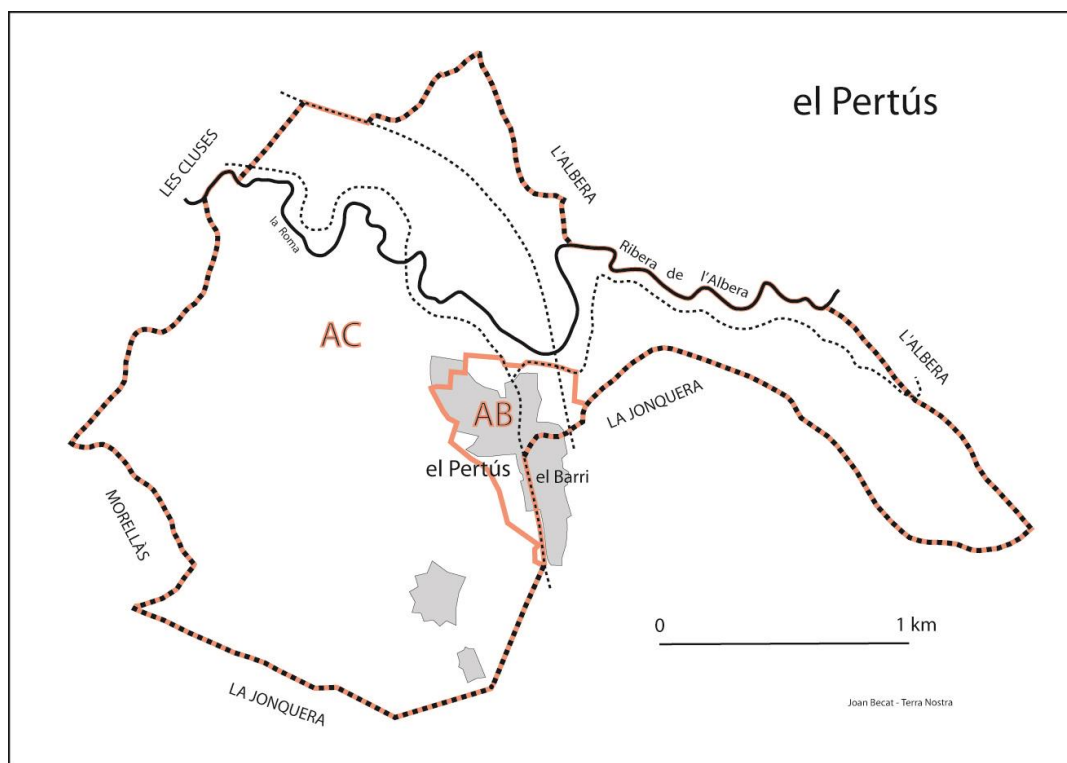 el Pertús
LES CLUSES
L'ALBERA
la Roma
Ribera de l'Albera
AC
L'ALBERA
LA JONQUERA
AB
el Pertús
el Barri
MORELLÀS
0 1 km
LA JONQUERA
Joan Becat - Terra Nostra